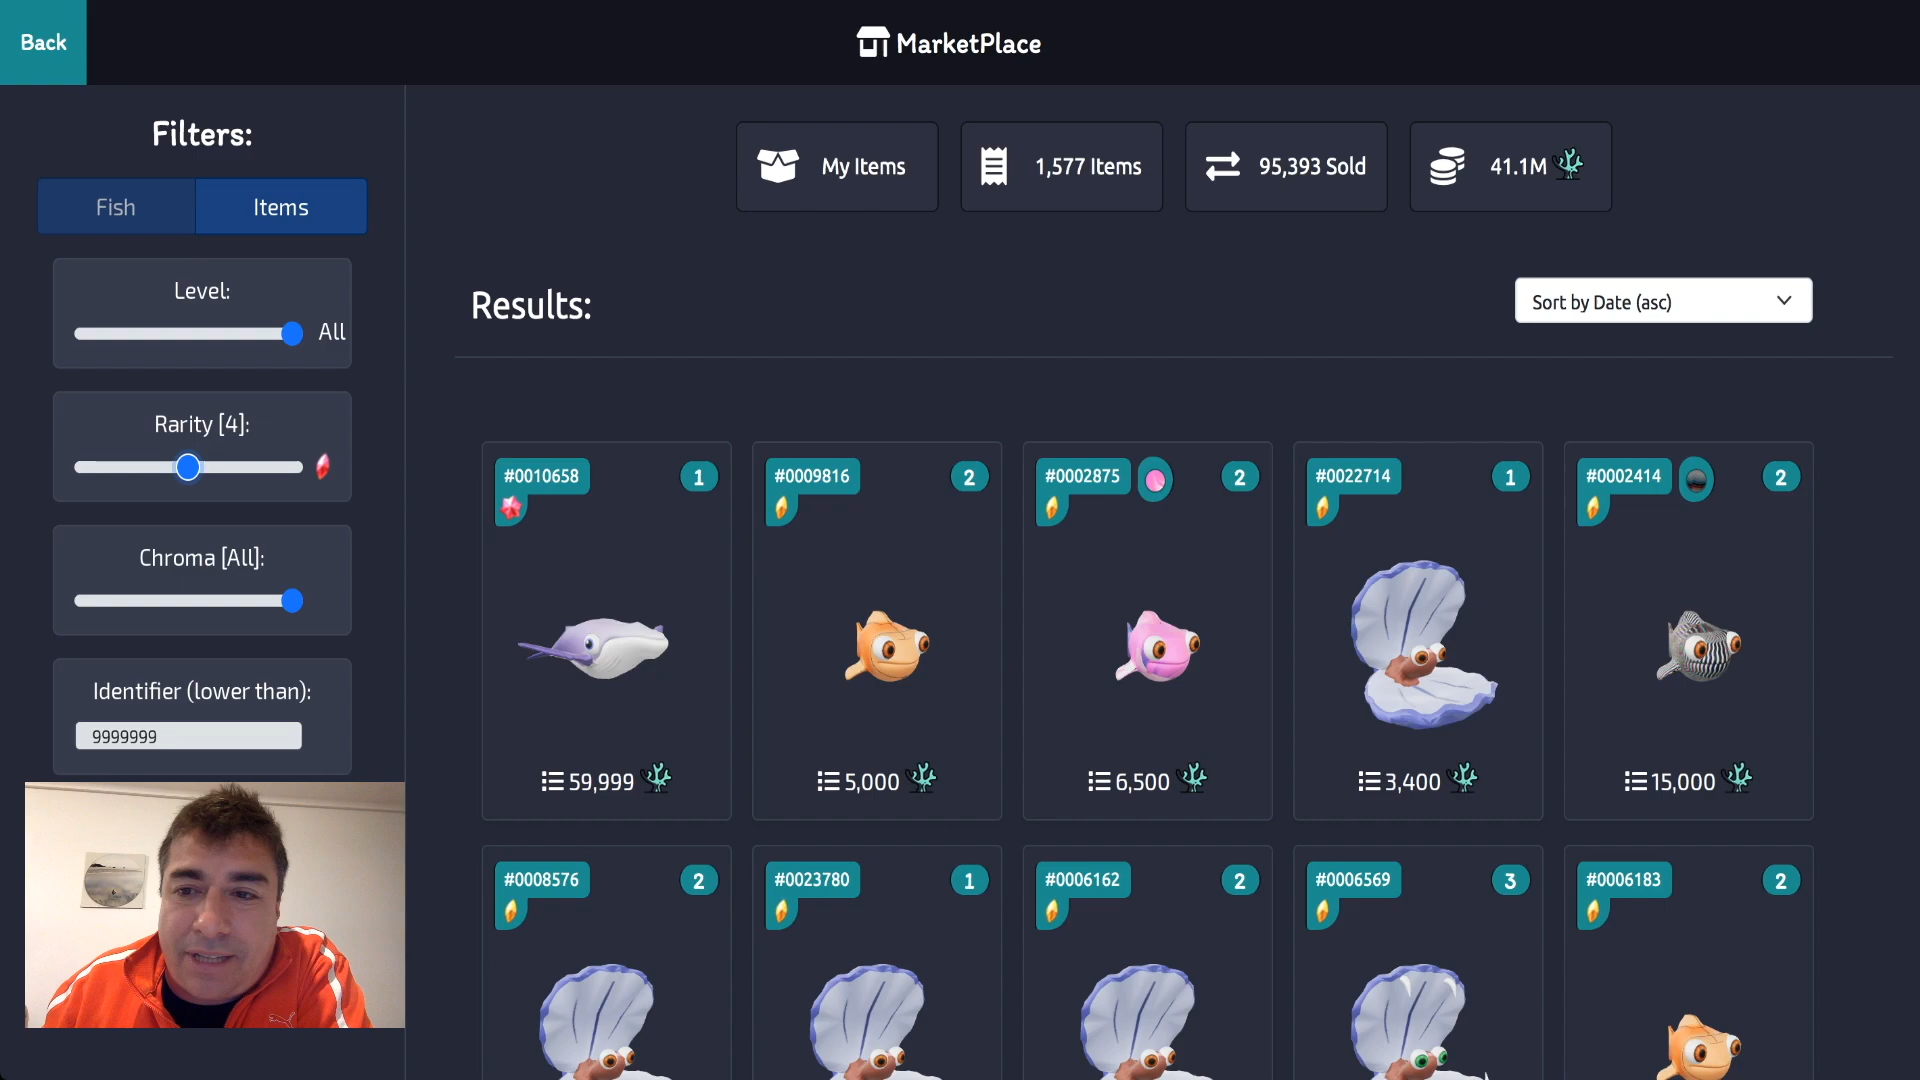 Back
MarketPlace
Filters:
Fish
Items
Level:
All
Rarity [4]:
Chroma [All]:
Identifier (lower than):
9999999
My Items
1,577 Items
95,393 Sold
41.1M
Results:
Sort by Date (asc)
#0010658
1
59,999
#0009816
2
5,000
#0002875
2
6,500
#0022714
1
3,400
#0002414
2
15,000
#0008576
2
#0023780
1
#0006162
2
#0006569
3
#0006183
2